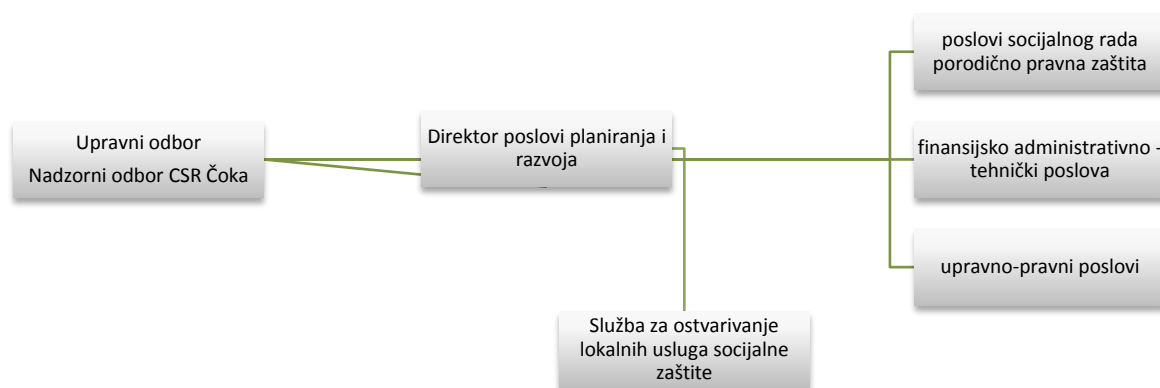 Upravni odbor
Nadzorni odbor CSR Čoka
Direktor poslovi planiranja i
razvoja
poslovi socijalnog rada
porodično pravna zaštita
finansijsko administrativno -
tehnički poslova
upravno-pravni poslovi
Služba za ostvarivanje
lokalnih usluga socijalne
zaštite